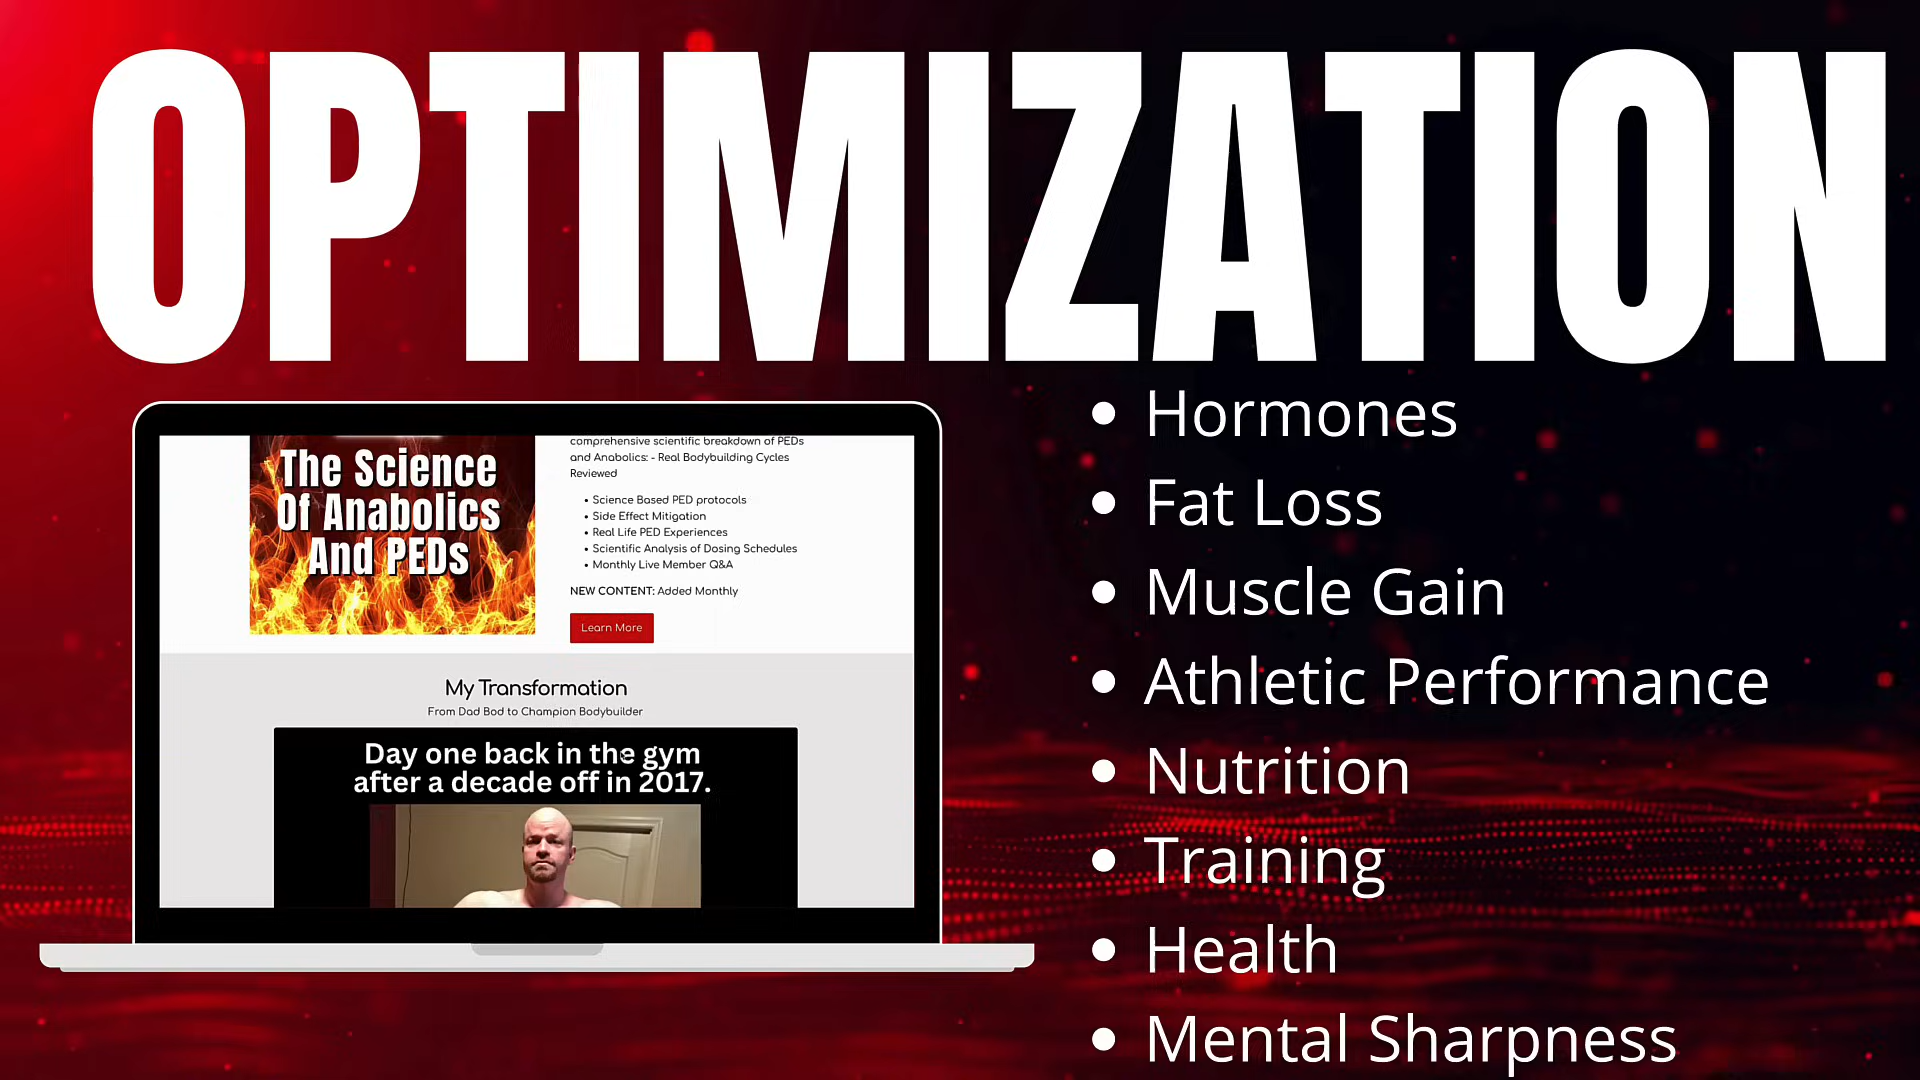 OPTIMIZATION
The Science
Of Anabolics
And PEDs
comprehensive scientific breakdown of PEDs
and Anabolics: - Real Bodybuilding Cycles
Reviewed
• Science Based PED protocols
• Side Effect Mitigation
• Real Life PED Experiences
• Scientific Analysis of Dosing Schedules
• Monthly Live Member Q&A
NEW CONTENT: Added Monthly
Learn More
My Transformation
From Dad Bod to Champion Bodybuilder
Day one back in the gym
after a decade off in 2017.
• Hormones
• Fat Loss
• Muscle Gain
• Athletic Performance
• Nutrition
• Training
• Health
• Mental Sharpness